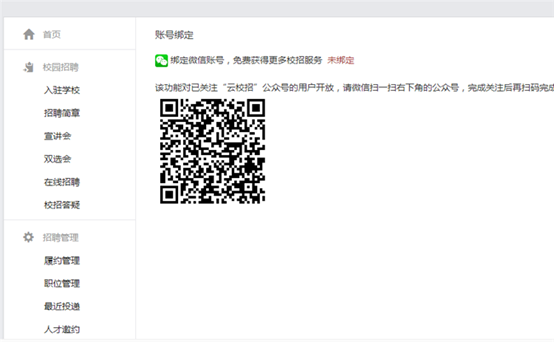 首页
校园招聘
入驻学校
招聘简章
宣讲会
双选会
在线招聘
校招答疑
招聘管理
履约管理
职位管理
最近投递
人才邀约
账号绑定
绑定微信账号，免费获得更多校招服务 未绑定
该功能对已关注“云校招”公众号的用户开放，请微信扫一扫右下角的公众号，完成关注后再扫码完成